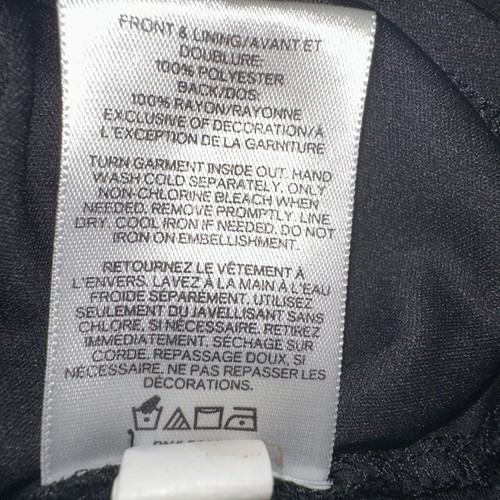 FRONT & LINING/AVANT ET
DOUBLURE:
100% POLYESTER
BACK/DOS:
100% RAYON/RAYONNE
EXCLUSIVE OF DECORATION/À
L'EXCEPTION DE LA GARNITURE
TURN GARMENT INSIDE OUT. HAND
WASH COLD SEPARATELY. ONLY
NON-CHLORINE BLEACH WHEN
NEEDED. REMOVE PROMPTLY. LINE
DRY. COOL IRON IF NEEDED. DO NOT
IRON ON EMBELLISHMENT.
RETOURNEZ LE VÊTEMENT À
L'ENVERS. LAVEZ À LA MAIN À L'EAU
FROIDE SÉPARÉMENT. UTILISEZ
SEULEMENT DU JAVELLISANT SANS
CHLORE, SI NÉCESSAIRE. RETIREZ
IMMÉDIATEMENT. SÉCHAGE SUR
CORDE. REPASSAGE DOUX, SI
NÉCESSAIRE. NE PAS REPASSER LES
DÉCORATIONS.